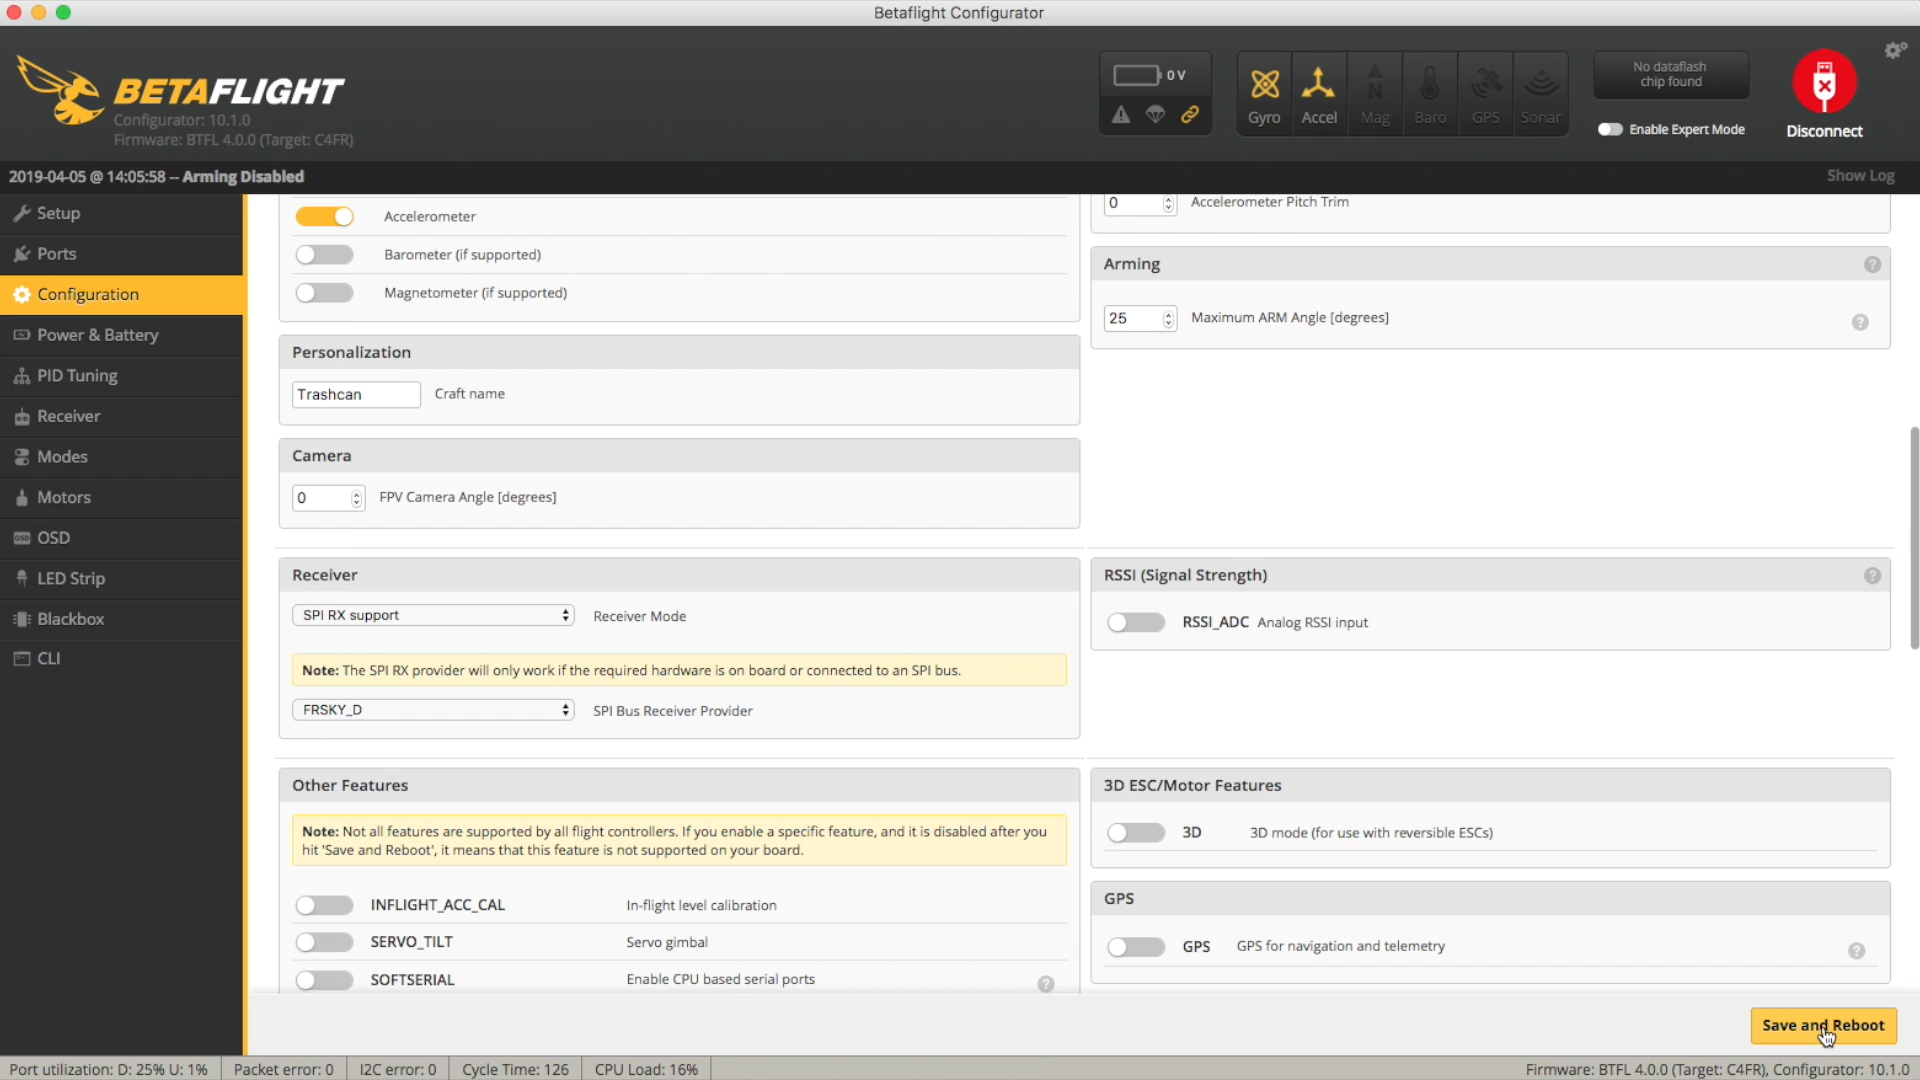 Betaflight Configurator
BETAFLIGHT
Configurator: 10.1.0
Firmware: BTFL 4.0.0 (Target: C4FR)
0 V
Gyro
Accel
Mag
Baro
GPS
Sonar
No dataflash
chip found
Enable Expert Mode
Disconnect
2019-04-05 @ 14:05:58 -- Arming Disabled
Show Log
Setup
Ports
Configuration
Power & Battery
PID Tuning
Receiver
Modes
Motors
OSD
LED Strip
Blackbox
CLI
Accelerometer
Barometer (if supported)
Magnetometer (if supported)
Personalization
Trashcan Craft name
Camera
0 FPV Camera Angle [degrees]
0 Accelerometer Pitch Trim
Arming
25 Maximum ARM Angle [degrees]
Receiver
SPI RX support Receiver Mode
Note: The SPI RX provider will only work if the required hardware is on board or connected to an SPI bus.
FRSKY_D SPI Bus Receiver Provider
RSSI (Signal Strength)
RSSI_ADC Analog RSSI input
Other Features
Note: Not all features are supported by all flight controllers. If you enable a specific feature, and it is disabled after you
hit 'Save and Reboot', it means that this feature is not supported on your board.
INFLIGHT_ACC_CAL In-flight level calibration
SERVO_TILT Servo gimbal
SOFTSERIAL Enable CPU based serial ports
3D ESC/Motor Features
3D 3D mode (for use with reversible ESCs)
GPS
GPS GPS for navigation and telemetry
Save and Reboot
Port utilization: D: 25% U: 1% Packet error: 0 I2C error: 0 Cycle Time: 126 CPU Load: 16% Firmware: BTFL 4.0.0 (Target: C4FR), Configurator: 10.1.0